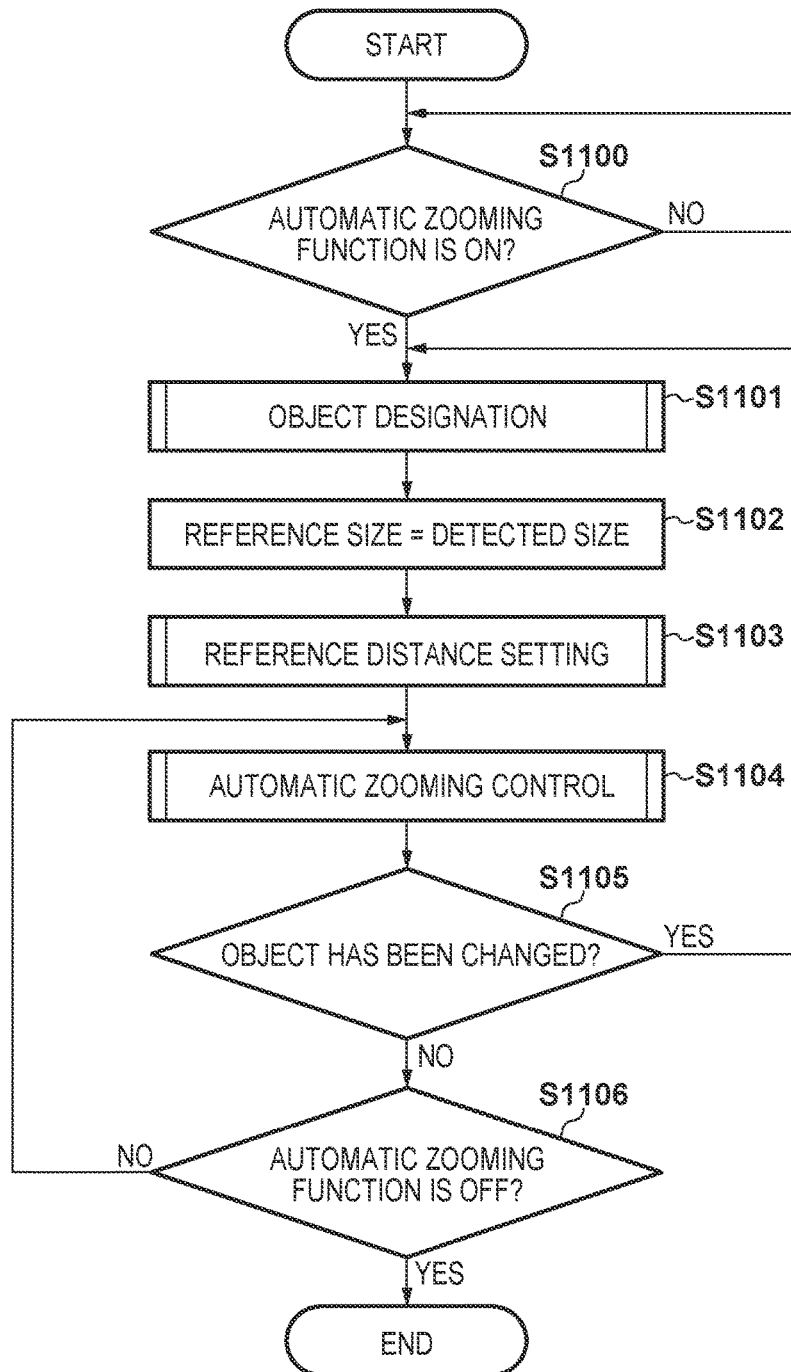 START
S1100
AUTOMATIC ZOOMING
FUNCTION IS ON?
NO
YES
OBJECT DESIGNATION
S1101
REFERENCE SIZE = DETECTED SIZE
S1102
REFERENCE DISTANCE SETTING
S1103
AUTOMATIC ZOOMING CONTROL
S1104
S1105
OBJECT HAS BEEN CHANGED?
YES
NO
S1106
NO
AUTOMATIC ZOOMING
FUNCTION IS OFF?
YES
END